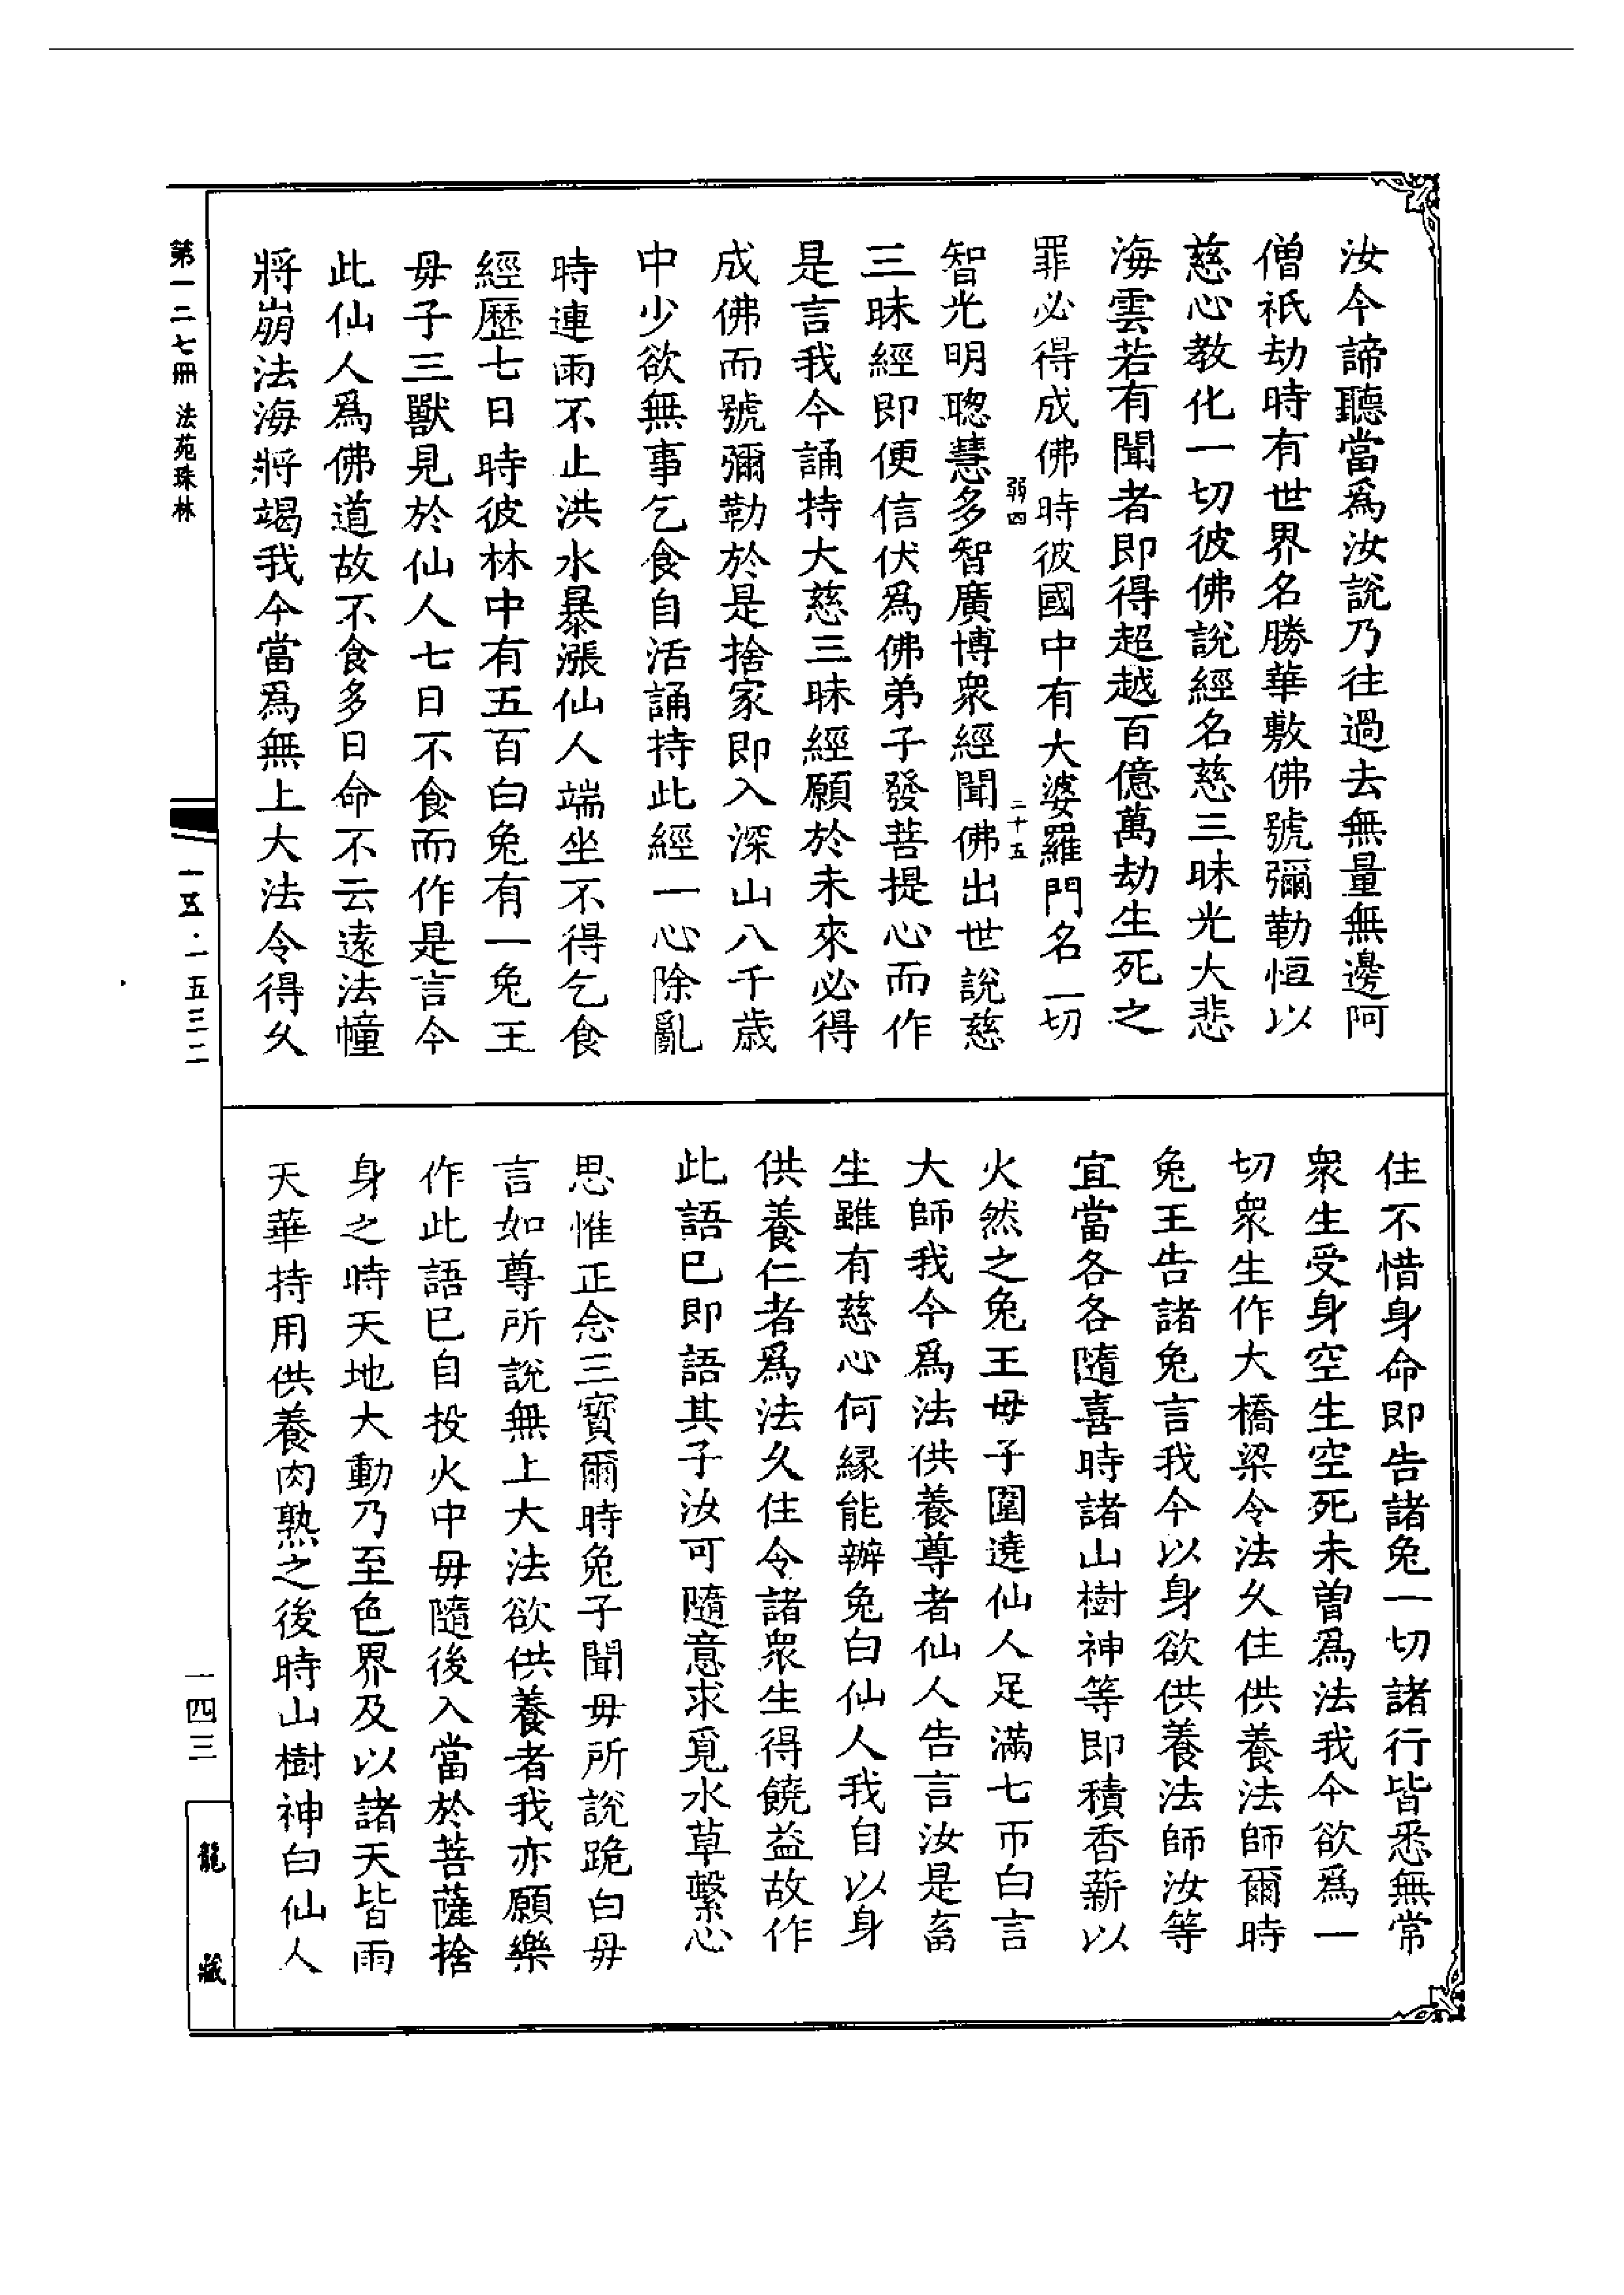 汝今諦聽當爲汝說乃往過去無量無邊阿
僧祇劫時有世界名勝華敷佛號彌勒恒以
慈心教化一切彼佛說經名慈三昧光大悲
海雲若有聞者即得超越百億萬劫生死之
罪必得成佛時彼國中有大婆羅門名一切
弱四
二十五
智光明聰慧多智廣博衆經聞佛出世說慈
三昧經即便信伏爲佛弟子發菩提心而作
是言我今誦持大慈三昧經願於未來必得
成佛而號彌勒於是捨家即入深山八千歲
中少欲無事乞食自活誦持此經一心除亂
時連雨不止洪水暴漲仙人端坐不得乞食
經歷七日時彼林中有五百白兔有一兔王
毋子三獸見於仙人七日不食而作是言今
此仙人爲佛道故不食多日命不云遠法幢
將崩法海將竭我今當爲無上大法令得久
住不惜身命即告諸兔一切諸行皆悉無常
衆生受身空生空死未曽爲法我今欲爲一
切衆生作大橋梁令法久住供養法師爾時
兔王告諸兔言我今以身欲供養法師汝等
宜當各各隨喜時諸山樹神等即積香薪以
火然之兔王毋子圍遶仙人足滿七帀白言
大師我今爲法供養尊者仙人告言汝是畜
生雖有慈心何縁能辦兔白仙人我自以身
供養仁者爲法久住令諸衆生得饒益故作
此語巳即語其子汝可隨意求覓水草繫心
思惟正念三寳爾時兔子聞毋所說跪白毋
言如尊所說無上大法欲供養者我亦願樂
作此語巳自投火中毋隨後入當於菩薩捨
身之時天地大動乃至色界及以諸天皆雨
天華持用供養肉熟之後時山樹神白仙人
第一二七冊 法苑珠林
一五·一五三二
一四三
龍藏